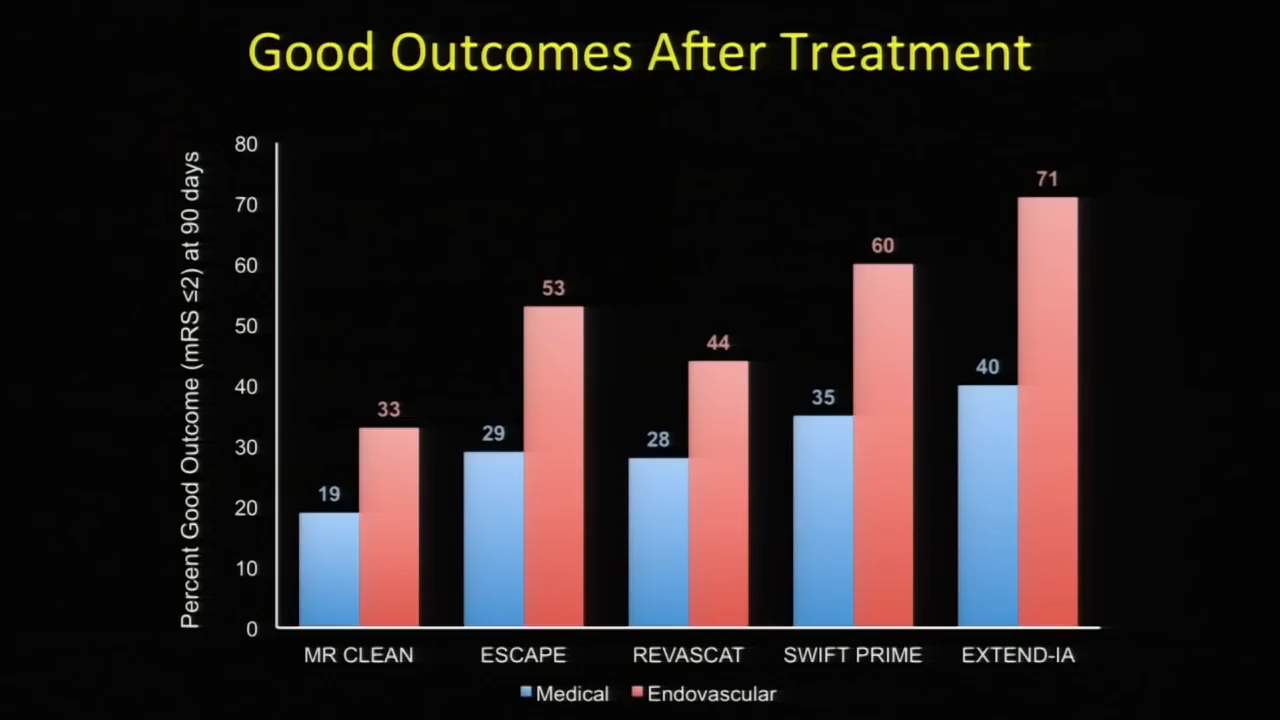 Good Outcomes After Treatment
Percent Good Outcome (mRS ≤2) at 90 days
80
70
60
50
40
30
20
10
0
19
33
29
53
28
44
35
60
40
71
MR CLEAN
ESCAPE
REVASCAT
SWIFT PRIME
EXTEND-IA
Medical
Endovascular